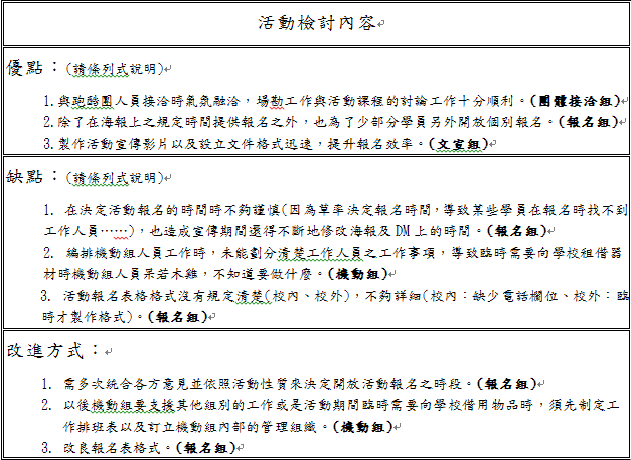 活動檢討內容
優點：(請條列式說明)
1.與跑酷團人員接洽時氣氛融洽，場勘工作與活動課程的討論工作十分順利。(團體接洽組)
2.除了在海報上之規定時間提供報名之外，也為了少部分學員另外開放個別報名。(報名組)
3.製作活動宣傳影片以及設立文件格式迅速，提升報名效率。(文宣組)
缺點：(請條列式說明)
1. 在決定活動報名的時間時不夠謹慎(因為草率決定報名時間，導致某些學員在報名時找不到
工作人員……)，也造成宣傳期間還得不斷地修改海報及DM上的時間。(報名組)
2. 編排機動組人員工作時，未能劃分清楚工作人員之工作事項，導致臨時需要向學校租借器
材時機動組人員呆若木雞，不知道要做什麼。(機動組)
3. 活動報名表格格式沒有規定清楚(校內、校外)，不夠詳細(校內：缺少電話欄位、校外：臨
時才製作格式)。(報名組)
改進方式：
1. 需多次統合各方意見並依照活動性質來決定開放活動報名之時段。(報名組)
2. 以後機動組要支援其他組別的工作或是活動期間臨時需要向學校借用物品時，須先制定工
作排班表以及訂立機動組內部的管理組織。(機動組)
3. 改良報名表格式。(報名組)